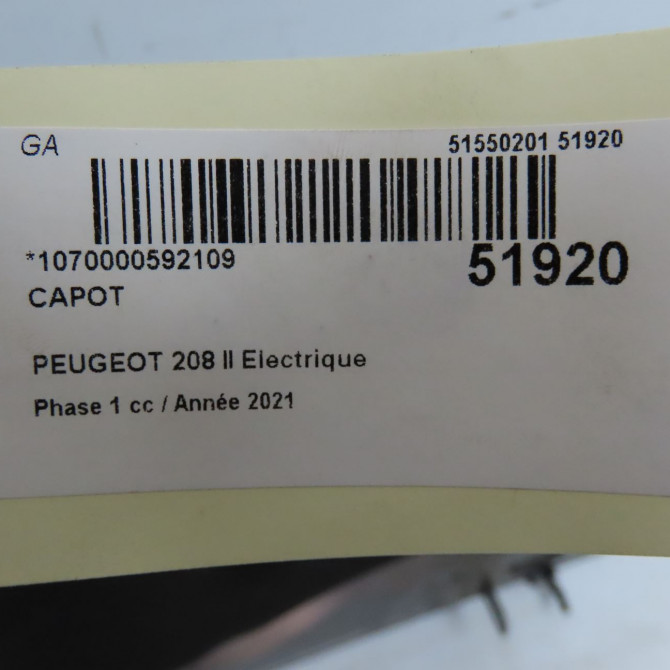 GA 51550201 51920
*1070000592109 51920
CAPOT
PEUGEOT 208 II Electrique
Phase 1 cc / Année 2021